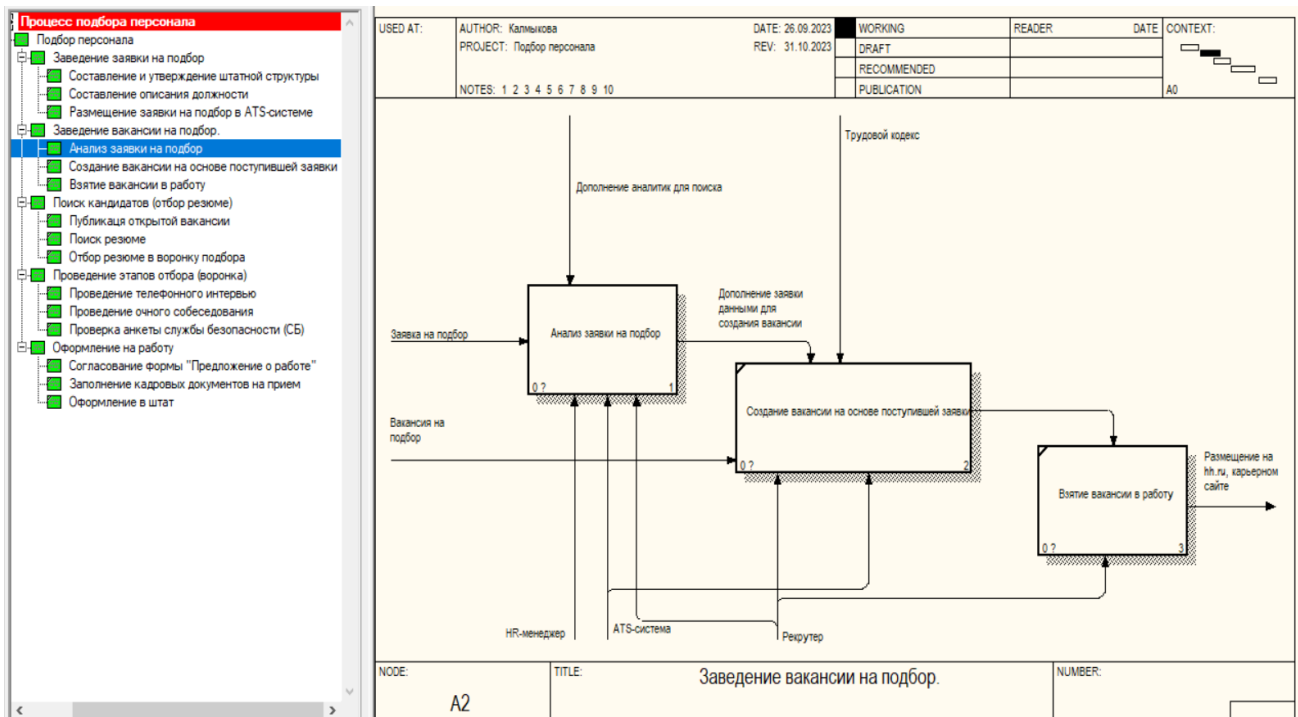 Процесс подбора персонала
Подбор персонала
Заведение заявки на подбор
Составление и утверждение штатной структуры
Составление описания должности
Размещение заявки на подбор в ATS-системе
Заведение вакансии на подбор.
Анализ заявки на подбор
Создание вакансии на основе поступившей заявки
Взятие вакансии в работу
Поиск кандидатов (отбор резюме)
Публикаця открытой вакансии
Поиск резюме
Отбор резюме в воронку подбора
Проведение этапов отбора (воронка)
Проведение телефонного интервью
Проведение очного собеседования
Проверка анкеты службы безопасности (СБ)
Оформление на работу
Согласование формы "Предложение о работе"
Заполнение кадровых документов на прием
Оформление в штат
USED AT:
AUTHOR: Калмыкова
DATE: 26.09.2023
PROJECT: Подбор персонала
REV: 31.10.2023
NOTES: 1 2 3 4 5 6 7 8 9 10
WORKING
DRAFT
RECOMMENDED
PUBLICATION
READER
DATE
CONTEXT:
A0
Трудовой кодекс
Дополнение аналитик для поиска
Дополнение заявки
данными для
создания вакансии
Заявка на подбор
Анализ заявки на подбор
0 ?
1
Вакансия на
подбор
Создание вакансии на основе поступившей заявки
0 ?
2
Размещение на
hh.ru, карьерном
сайте
Взятие вакансии в работу
0 ?
3
HR-менеджер
ATS-система
Рекрутер
NODE:
A2
TITLE:
Заведение вакансии на подбор.
NUMBER: